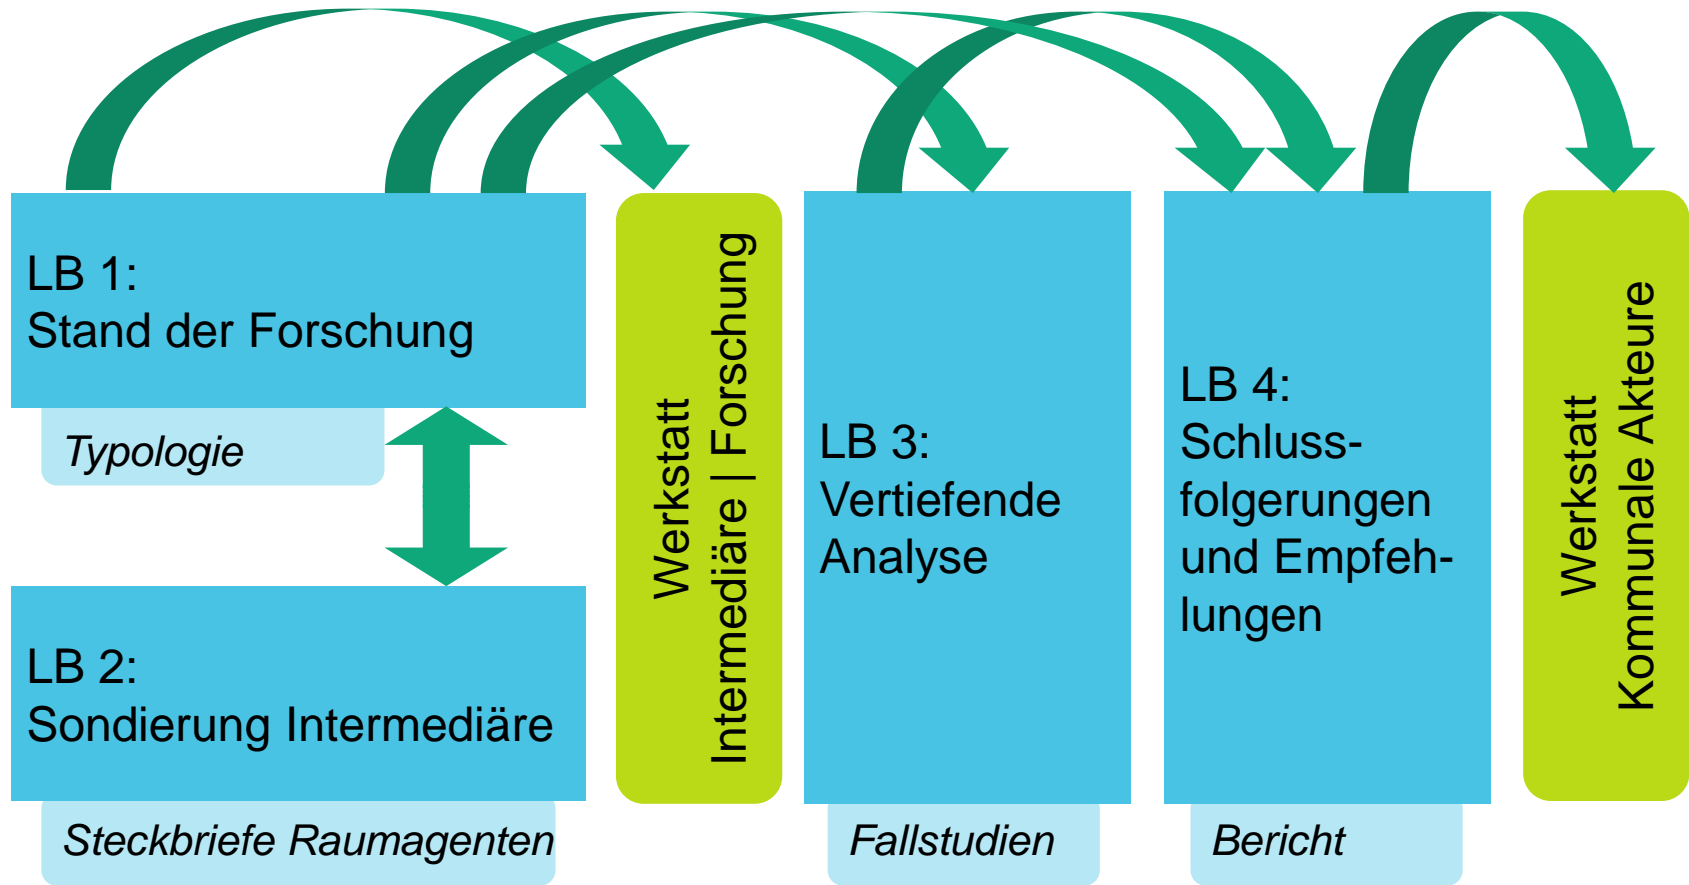 LB 1:
Stand der Forschung
Typologie
LB 2:
Sondierung Intermediäre
Steckbriefe Raumagenten
Werkstatt
Intermediäre | Forschung
LB 3:
Vertiefende
Analyse
Fallstudien
LB 4:
Schluss-
folgerungen
und Empfeh-
lungen
Bericht
Werkstatt
Kommunale Akteure